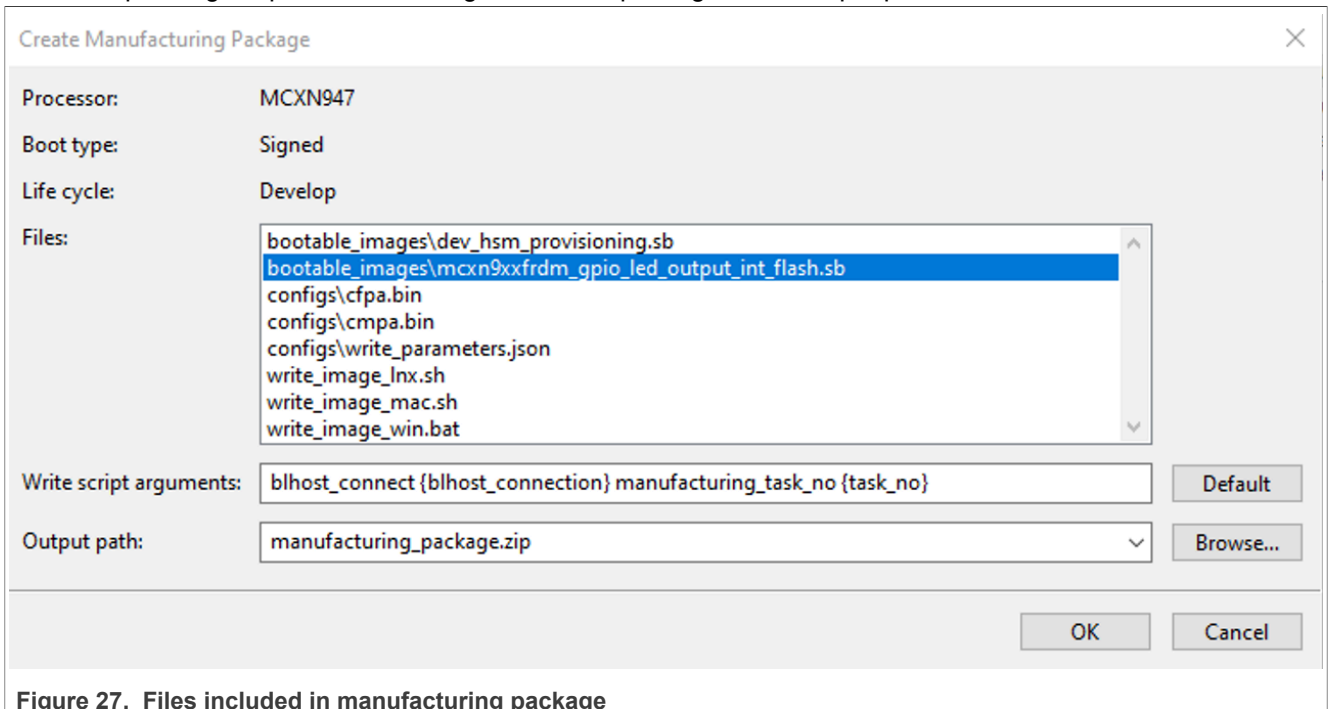 Create Manufacturing Package
Processor: MCXN947
Boot type: Signed
Life cycle: Develop
Files:
bootable_images\dev_hsm_provisioning.sb
bootable_images\mcxn9xxfrdm_gpio_led_output_int_flash.sb
configs\cfpa.bin
configs\cmpa.bin
configs\write_parameters.json
write_image_lnx.sh
write_image_mac.sh
write_image_win.bat
Write script arguments: blhost_connect {blhost_connection} manufacturing_task_no {task_no} Default
Output path: manufacturing_package.zip Browse...
OK Cancel
Figure 27. Files included in manufacturing package